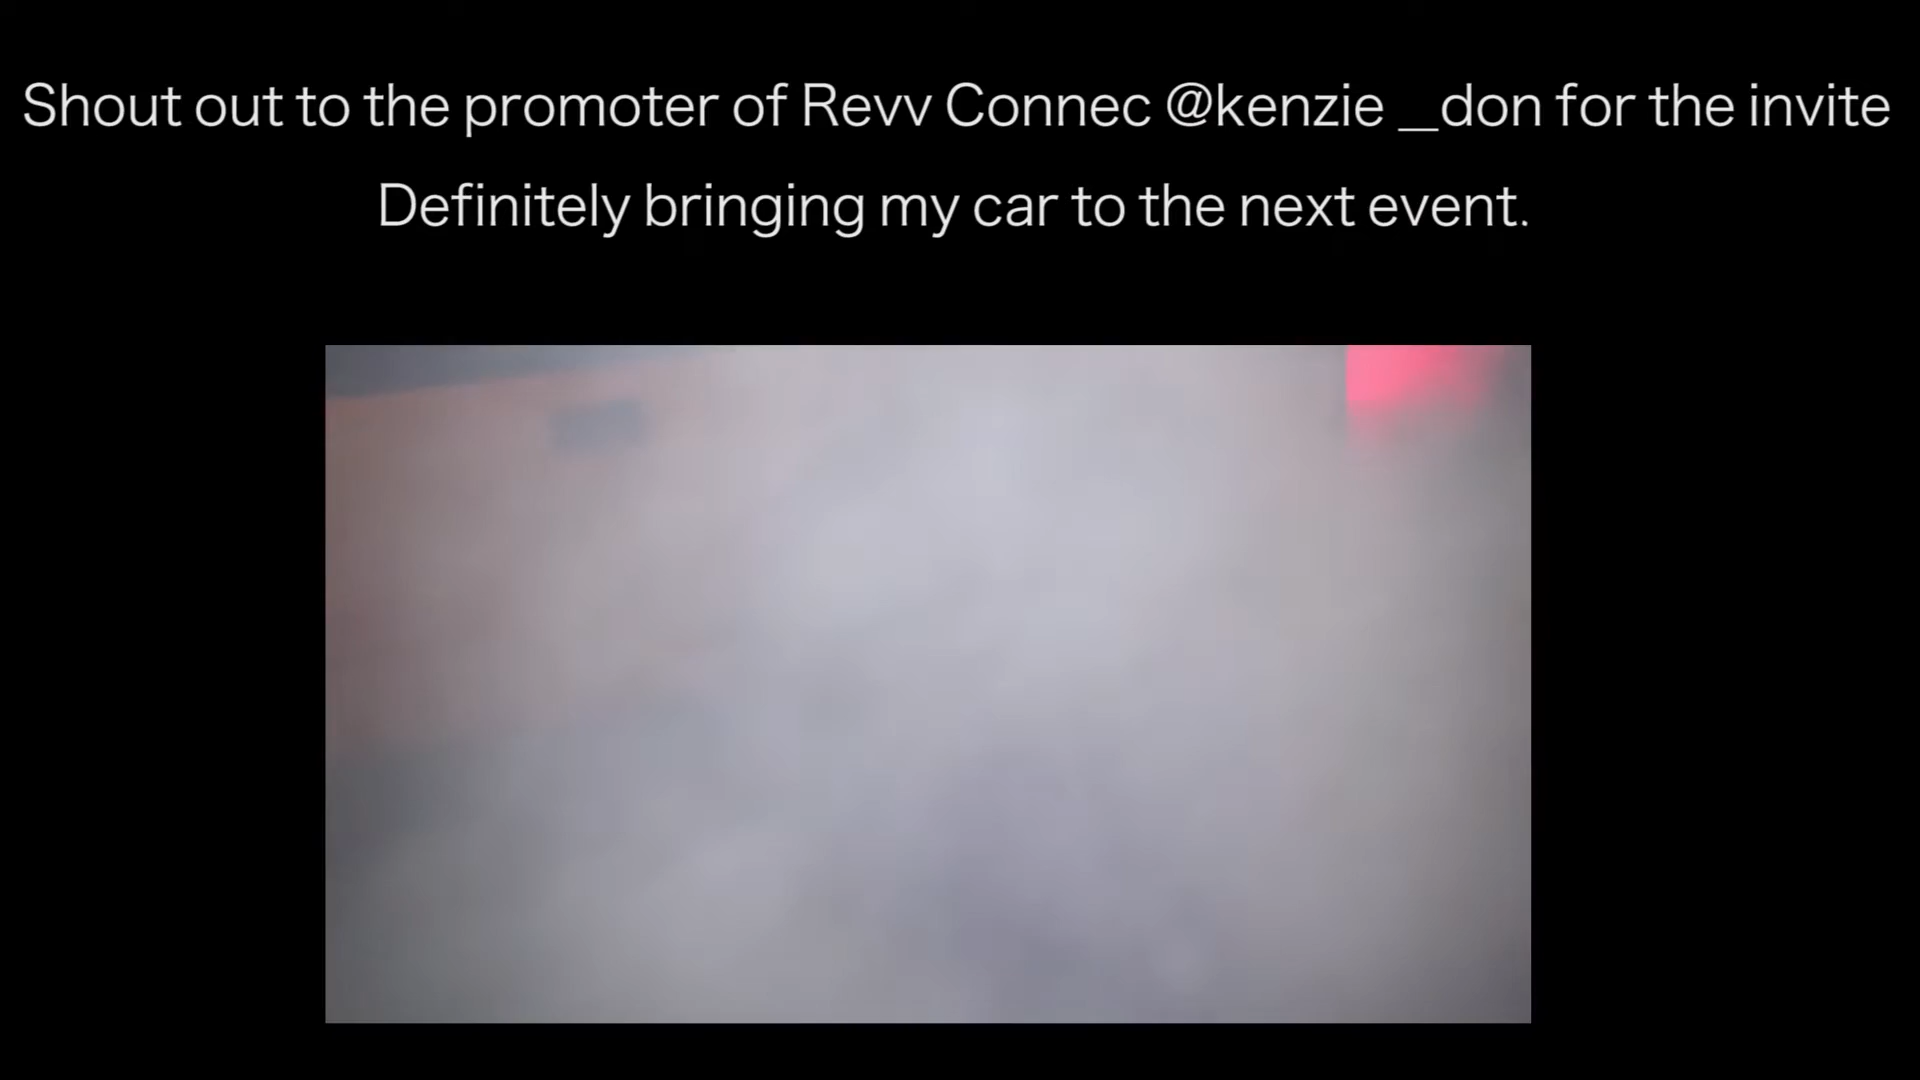 Shout out to the promoter of Revv Connec @kenzie __don for the invite
Definitely bringing my car to the next event.